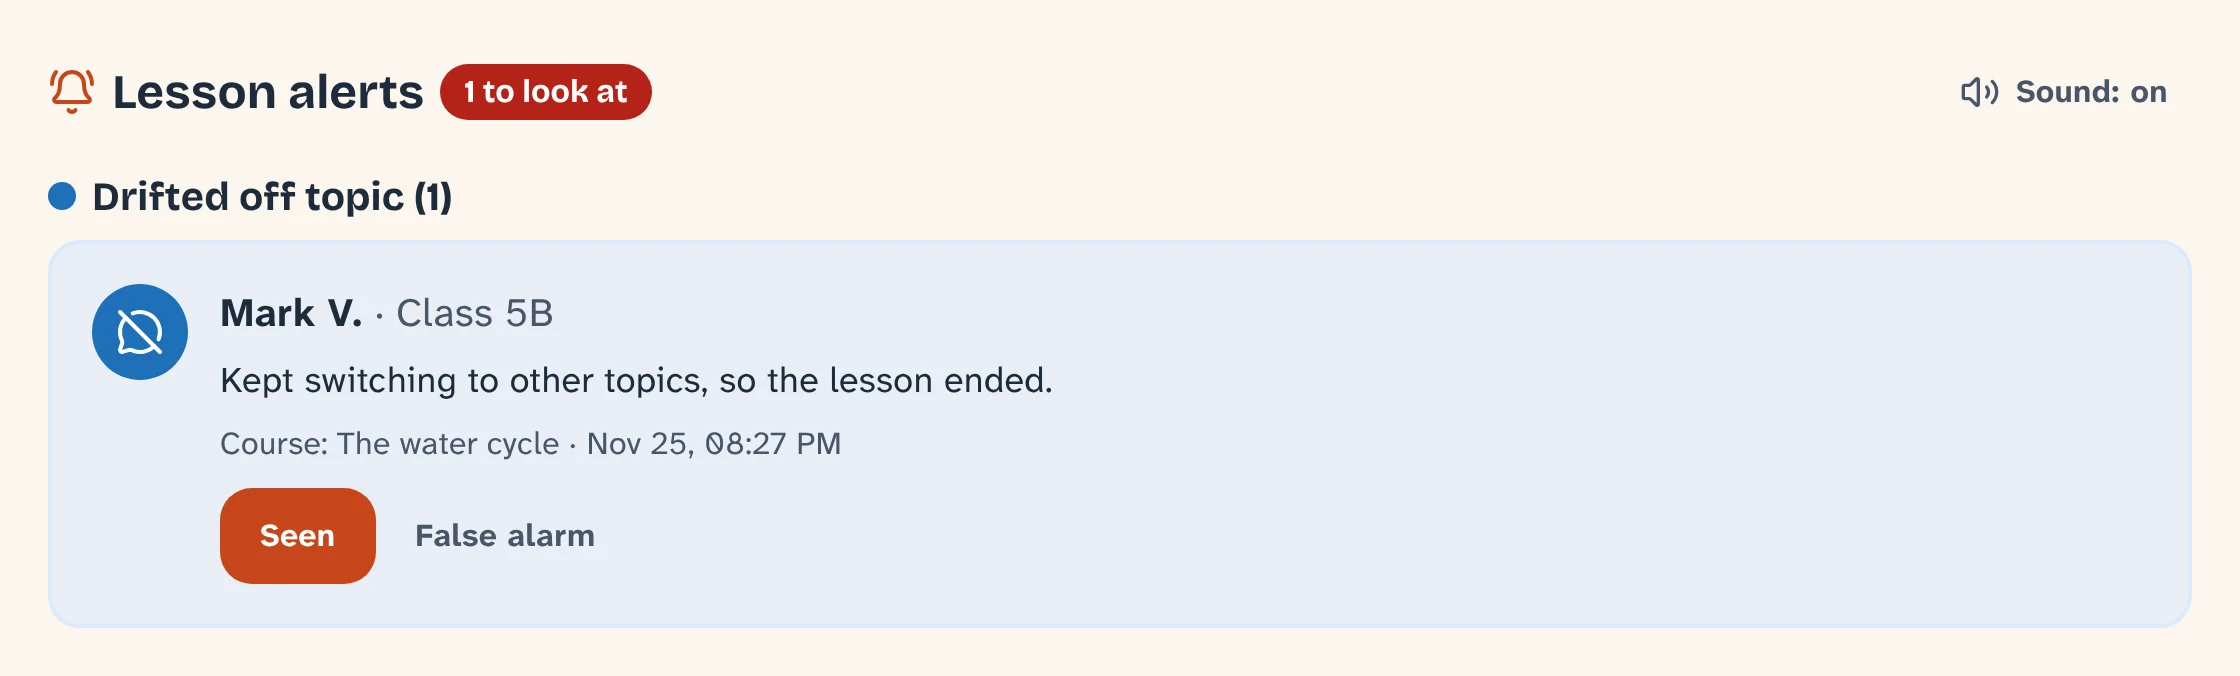 Lesson alerts 1 to look at Sound: on
Drifted off topic (1)
Mark V. · Class 5B
Kept switching to other topics, so the lesson ended.
Course: The water cycle · Nov 25, 08:27 PM
Seen False alarm